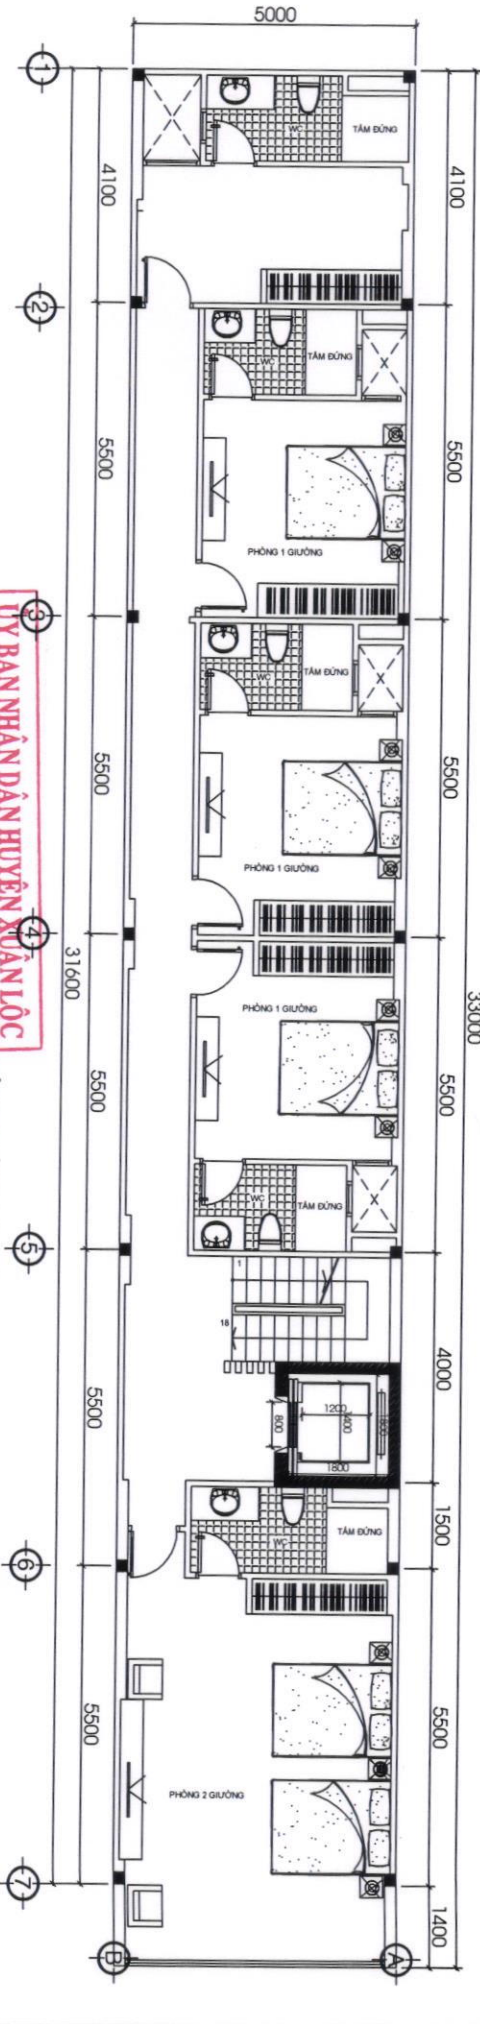 5000
1
4100
4100
WC
TẮM ĐỨNG
2
WC
TẮM ĐỨNG
5500
5500
PHÒNG 1 GIƯỜNG
3
ỦY BAN NHÂN DÂN HUYỆN XUÂN LỘC
WC
TẮM ĐỨNG
5500
5500
PHÒNG 1 GIƯỜNG
4
31600
33000
PHÒNG 1 GIƯỜNG
5500
5500
WC
TẮM ĐỨNG
5
1
18
4000
5500
1200
1400
1800
800
1800
1500
WC
TẮM ĐỨNG
6
5500
5500
PHÒNG 2 GIƯỜNG
7
1400
B
A